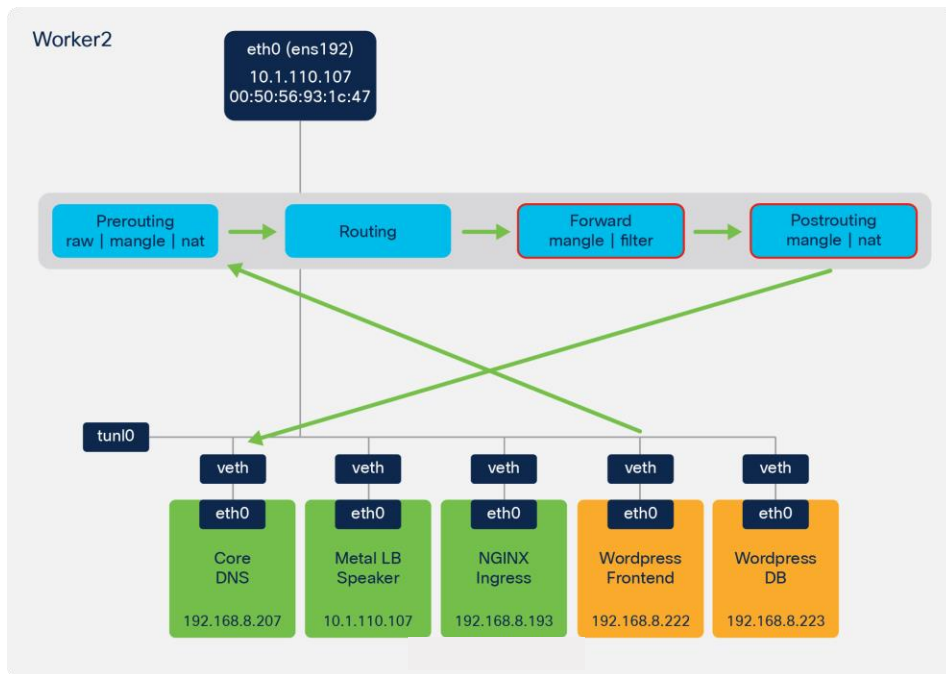 Worker2
eth0 (ens192)
10.1.110.107
00:50:56:93:1c:47
Prerouting
raw | mangle | nat
Routing
Forward
mangle | filter
Postrouting
mangle | nat
tunl0
veth
veth
veth
veth
veth
eth0
eth0
eth0
eth0
eth0
Core
DNS
192.168.8.207
Metal LB
Speaker
10.1.110.107
NGINX
Ingress
192.168.8.193
Wordpress
Frontend
192.168.8.222
Wordpress
DB
192.168.8.223